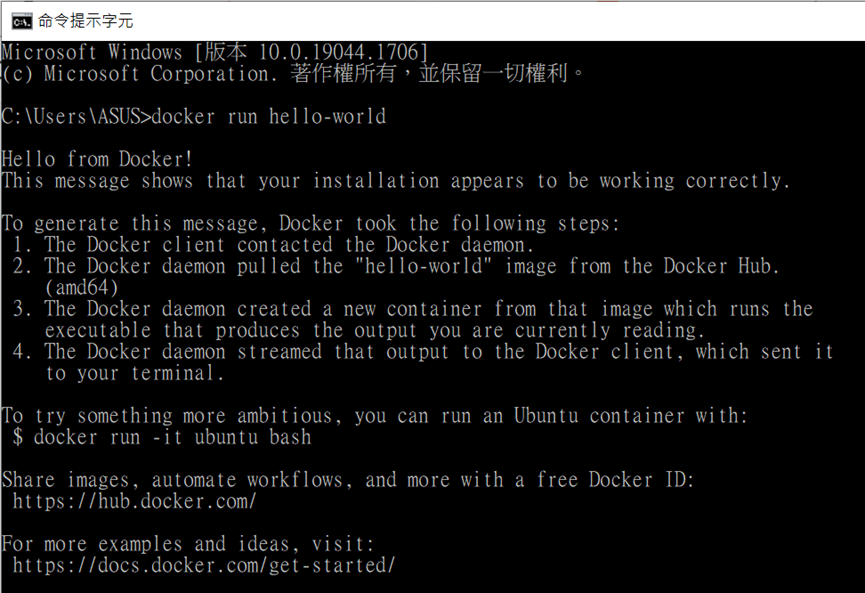 命令提示字元
Microsoft Windows [版本 10.0.19044.1706]
(c) Microsoft Corporation. 著作權所有，並保留一切權利。
C:\Users\ASUS>docker run hello-world
Hello from Docker!
This message shows that your installation appears to be working correctly.
To generate this message, Docker took the following steps:
1. The Docker client contacted the Docker daemon.
2. The Docker daemon pulled the "hello-world" image from the Docker Hub.
(amd64)
3. The Docker daemon created a new container from that image which runs the
executable that produces the output you are currently reading.
4. The Docker daemon streamed that output to the Docker client, which sent it
to your terminal.
To try something more ambitious, you can run an Ubuntu container with:
$ docker run -it ubuntu bash
Share images, automate workflows, and more with a free Docker ID:
https://hub.docker.com/
For more examples and ideas, visit:
https://docs.docker.com/get-started/